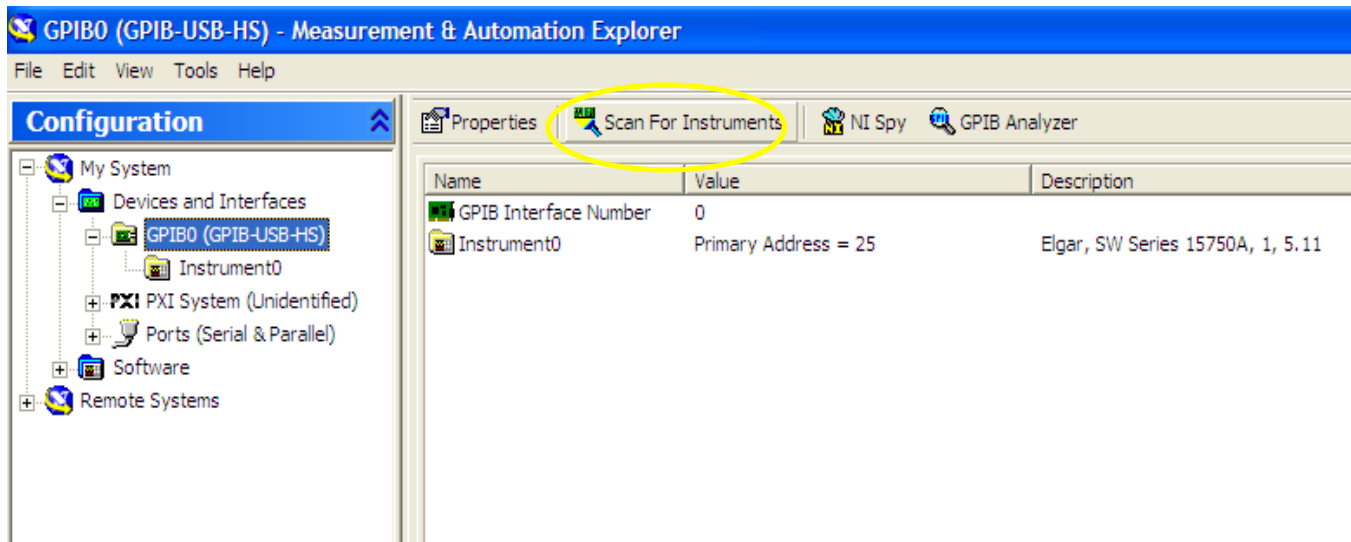 GPIB0 (GPIB-USB-HS) - Measurement & Automation Explorer
File Edit View Tools Help
Configuration
Properties Scan For Instruments NI Spy GPIB Analyzer
My System
Devices and Interfaces
GPIB0 (GPIB-USB-HS)
Instrument0
PXI PXI System (Unidentified)
Ports (Serial & Parallel)
Software
Remote Systems
Name Value Description
GPIB Interface Number 0
Instrument0 Primary Address = 25 Elgar, SW Series 15750A, 1, 5.11